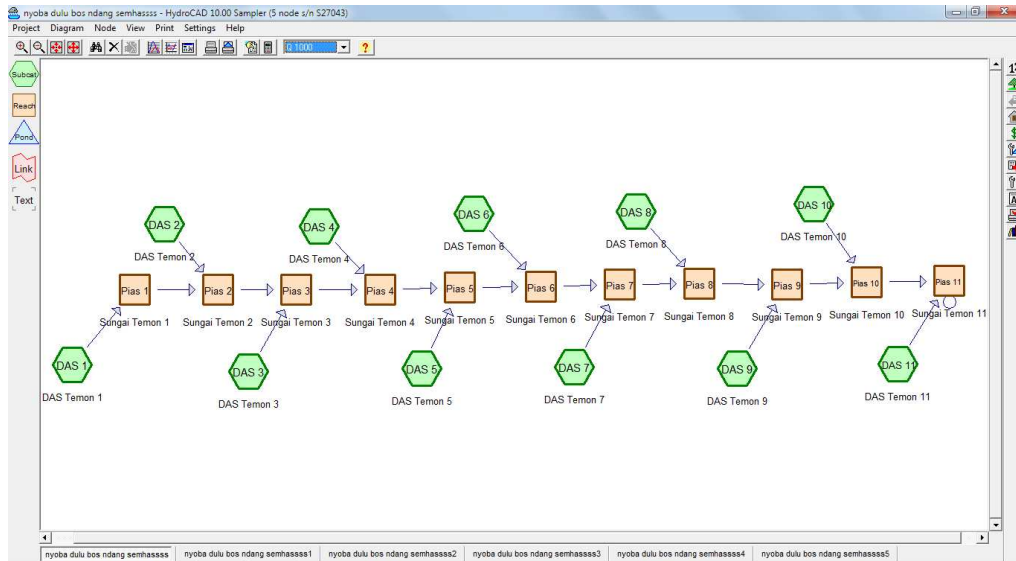 nyoba dulu bos ndang semhassss - HydroCAD 10.00 Sampler (5 node s/n S27043)
Project Diagram Node View Print Settings Help
Q 1000
Subcat
Reach
Pond
Link
Text
DAS 2
DAS Temon 2
DAS 4
DAS Temon 4
DAS 6
DAS Temon 6
DAS 8
DAS Temon 8
DAS 10
DAS Temon 10
Pias 1
Pias 2
Pias 3
Pias 4
Pias 5
Pias 6
Pias 7
Pias 8
Pias 9
Pias 10
Pias 11
Sungai Temon 1
Sungai Temon 2
Sungai Temon 3
Sungai Temon 4
Sungai Temon 5
Sungai Temon 6
Sungai Temon 7
Sungai Temon 8
Sungai Temon 9
Sungai Temon 10
Sungai Temon 11
DAS 1
DAS Temon 1
DAS 3
DAS Temon 3
DAS 5
DAS Temon 5
DAS 7
DAS Temon 7
DAS 9
DAS Temon 9
DAS 11
DAS Temon 11
nyoba dulu bos ndang semhassss
nyoba dulu bos ndang semhassss1
nyoba dulu bos ndang semhassss2
nyoba dulu bos ndang semhassss3
nyoba dulu bos ndang semhassss4
nyoba dulu bos ndang semhassss5